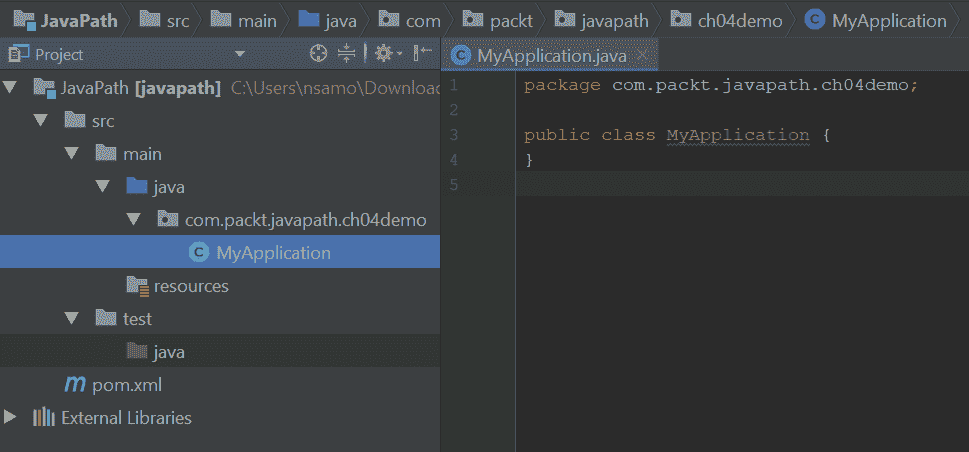 JavaPath src main java com packt javapath ch04demo MyApplication
Project
MyApplication.java
JavaPath [javapath] C:\Users\nsamo\Downloa
src
main
java
com.packt.javapath.ch04demo
MyApplication
resources
test
java
pom.xml
External Libraries
1 package com.packt.javapath.ch04demo;
2
3 public class MyApplication {
4 }
5